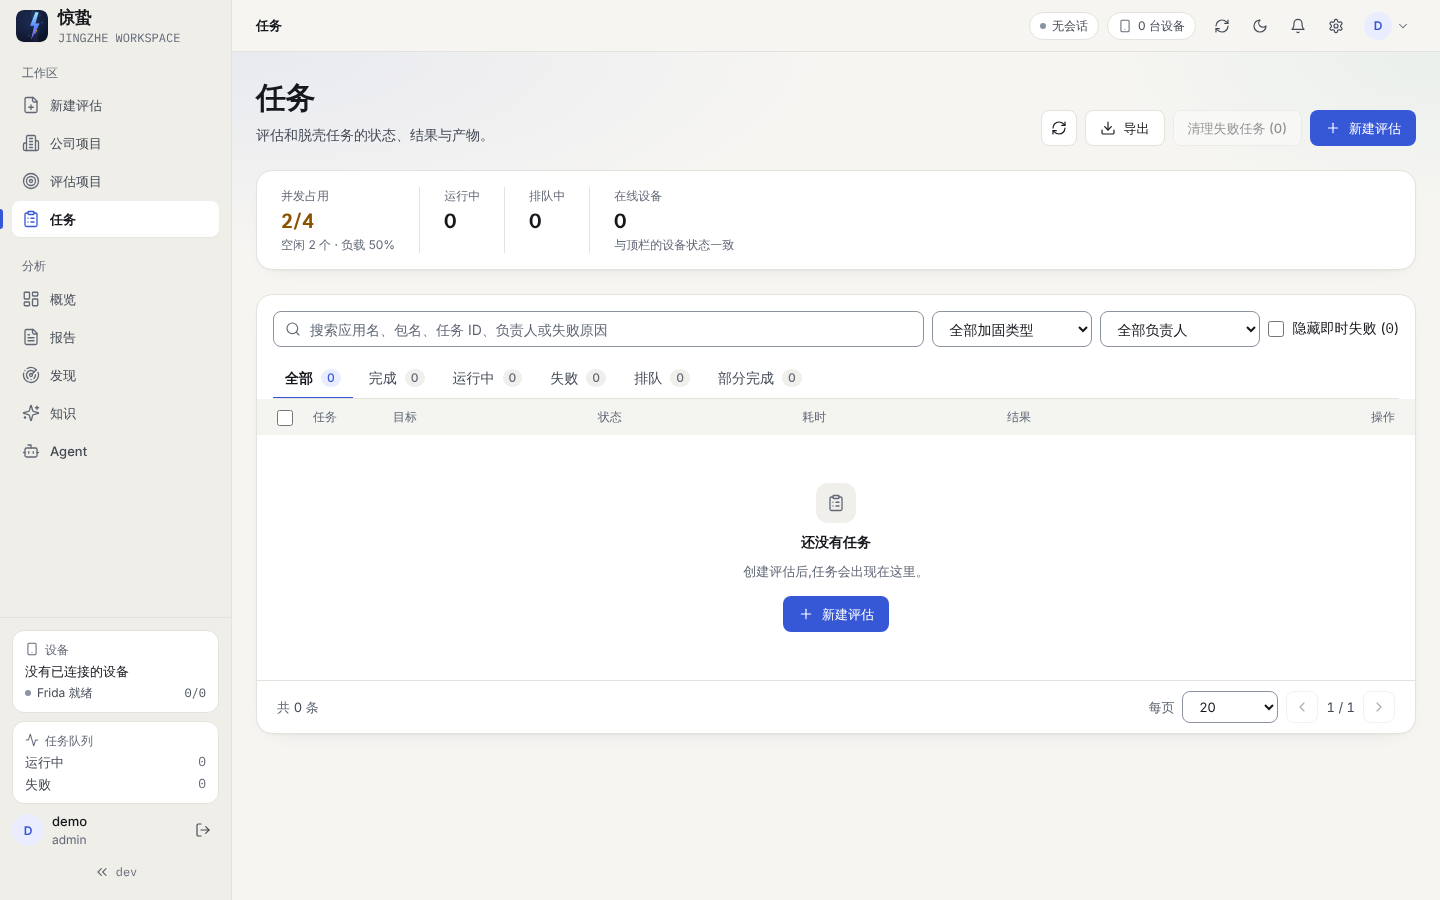 惊蛰
JINGZHE WORKSPACE
工作区
新建评估
公司项目
评估项目
任务
分析
概览
报告
发现
知识
Agent
设备
没有已连接的设备
Frida 就绪 0/0
任务队列
运行中 0
失败 0
D demo
admin
dev
任务
无会话
0 台设备
D
任务
评估和脱壳任务的状态、结果与产物。
导出
清理失败任务 (0)
新建评估
并发占用
2/4
空闲 2 个 · 负载 50%
运行中
0
排队中
0
在线设备
0
与顶栏的设备状态一致
搜索应用名、包名、任务 ID、负责人或失败原因
全部加固类型
全部负责人
隐藏即时失败 (0)
全部 0 完成 0 运行中 0 失败 0 排队 0 部分完成 0
任务 目标 状态 耗时 结果 操作
还没有任务
创建评估后,任务会出现在这里。
新建评估
共 0 条
每页 20 1 / 1